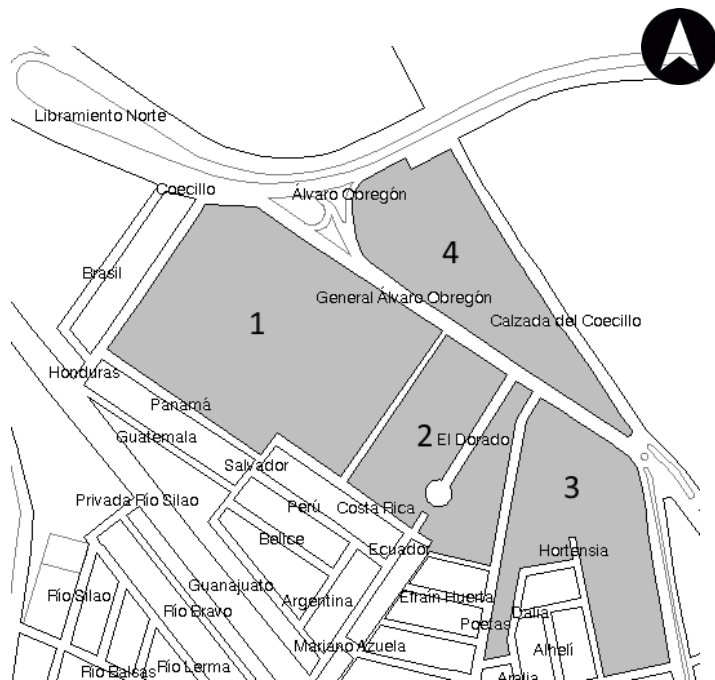 Libramiento Norte
Coecillo
Álvaro Obregón
Brasil
4
General Álvaro Obregón
1
Calzada del Coecillo
Honduras
Panamá
Guatemala
2
El Dorado
Salvador
3
Privada Río Silao
Perú
Costa Rica
Belice
Ecuador
Hortensia
Guanajuato
Río Silao
Río Bravo
Argentina
Efraín Huerta
Dalia
Poetas
Mariano Azuela
Alhelí
Río Balsas
Río Lerma
Aralia